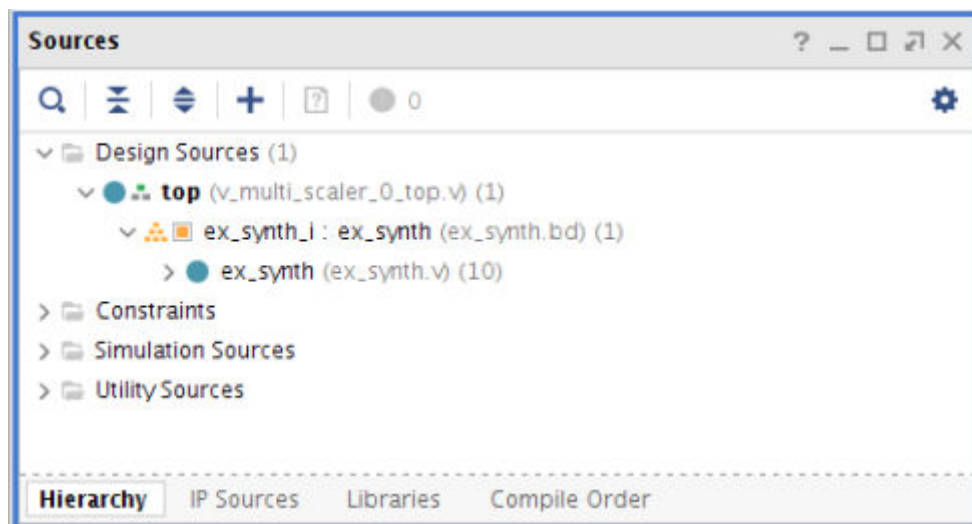 Sources
0
Design Sources (1)
top (v_multi_scaler_0_top.v) (1)
ex_synth_i : ex_synth (ex_synth.bd) (1)
ex_synth (ex_synth.v) (10)
Constraints
Simulation Sources
Utility Sources
Hierarchy IP Sources Libraries Compile Order